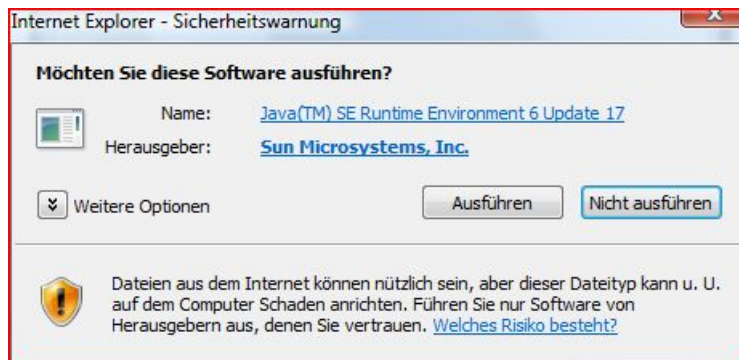 Internet Explorer - Sicherheitswarnung
Möchten Sie diese Software ausführen?
Name: Java(TM) SE Runtime Environment 6 Update 17
Herausgeber: Sun Microsystems, Inc.
Weitere Optionen Ausführen Nicht ausführen
Dateien aus dem Internet können nützlich sein, aber dieser Dateityp kann u. U.
auf dem Computer Schaden anrichten. Führen Sie nur Software von
Herausgebern aus, denen Sie vertrauen. Welches Risiko besteht?